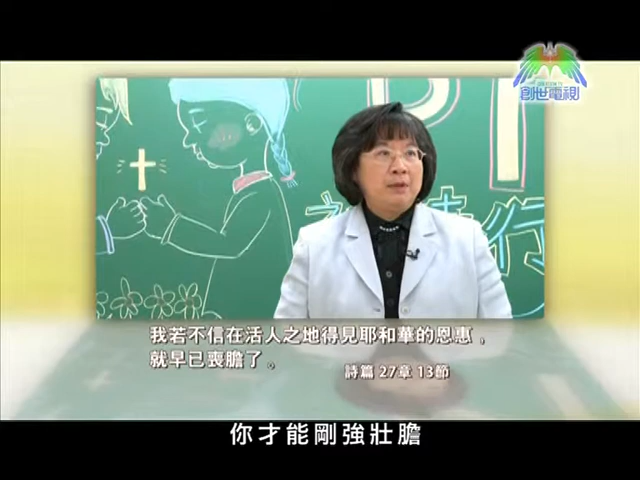 創世電視
我若不信在活人之地得見耶和華的恩惠，
就早已喪膽了。
詩篇 27章 13節
你才能剛強壯膽